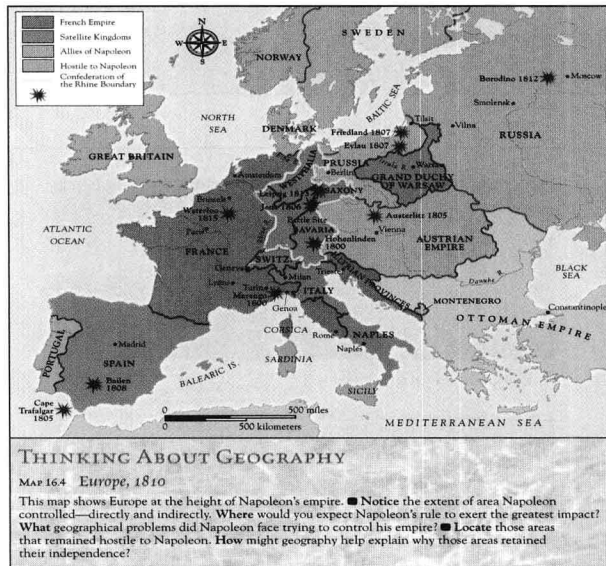 French Empire
Satellite Kingdoms
Allies of Napoleon
Hostile to Napoleon
Confederation of
the Rhine Boundary
N
W
E
S
SWEDEN
NORWAY
Borodino 1812
Moscow
BALTIC SEA
Smolensk
NORTH
SEA
Tilsit
DENMARK
Friedland 1807
Vilna
Eylau 1807
RUSSIA
GREAT BRITAIN
PRUSSIA
Berlin
Amsterdam
WESTPHALIA
GRAND DUCHY
OF WARSAW
Leipzig 1813
SAXONY
Brussels
Jena 1806
Waterloo
1815
Battle Site
Austerlitz 1805
ATLANTIC
OCEAN
Paris
BAVARIA
Vienna
Hohenlinden
1800
FRANCE
AUSTRIAN
EMPIRE
SWITZ.
BLACK
SEA
Geneva
Milan
Danube R.
Turin
ITALY
MONTENEGRO
Marengo
1800
Genoa
Constantinople
OTTOMAN EMPIRE
CORSICA
PORTUGAL
Madrid
Rome
NAPLES
SPAIN
SARDINIA
Naples
BALEARIC IS.
Bailen
1808
SICILY
Cape
Trafalgar
1805
0 500 miles
0 500 kilometers
MEDITERRANEAN SEA
THINKING ABOUT GEOGRAPHY
MAP 16.4 Europe, 1810
This map shows Europe at the height of Napoleon's empire. ■ Notice the extent of area Napoleon
controlled—directly and indirectly. Where would you expect Napoleon's rule to exert the greatest impact?
What geographical problems did Napoleon face trying to control his empire? ■ Locate those areas
that remained hostile to Napoleon. How might geography help explain why those areas retained
their independence?